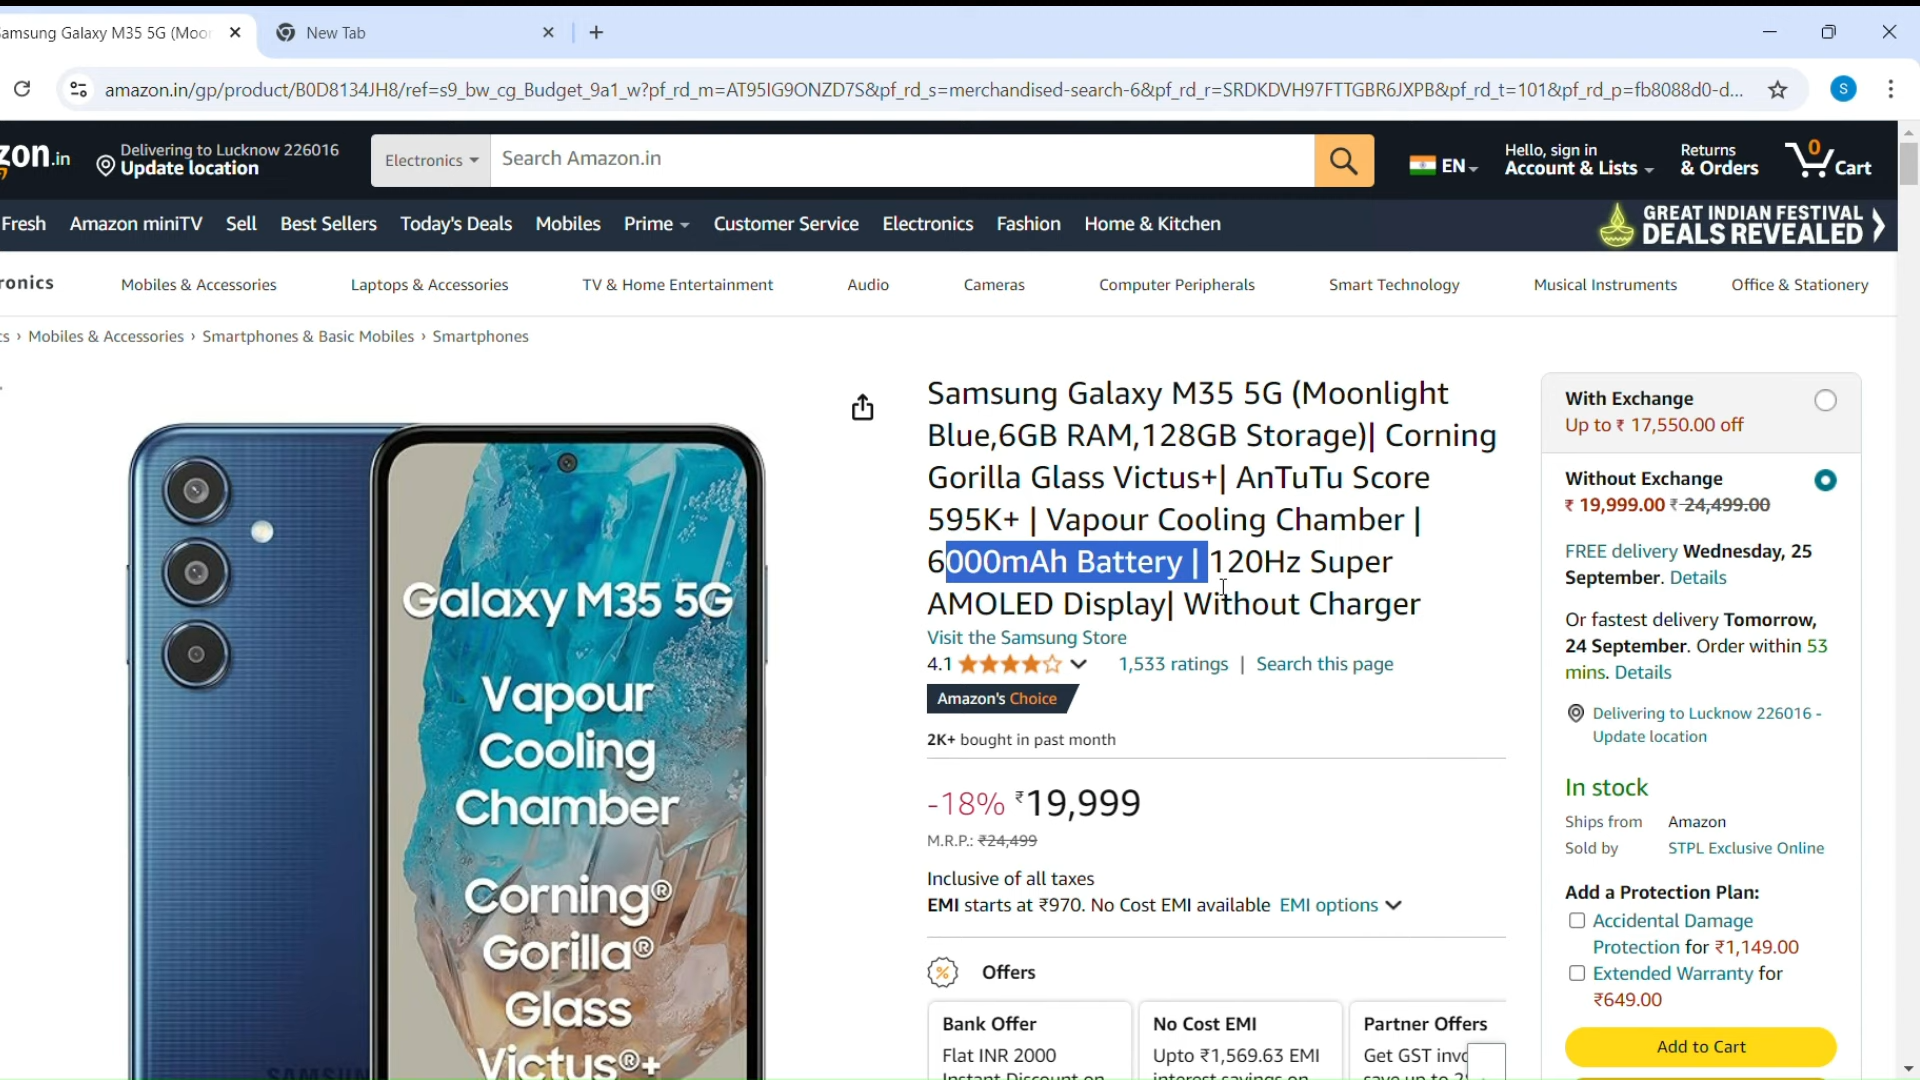 amsung Galaxy M35 5G (Moor
New Tab
amazon.in/gp/product/B0D8134JH8/ref=s9_bw_cg_Budget_9a1_w?pf_rd_m=AT95IG9ONZD7S&pf_rd_s=merchandised-search-6&pf_rd_r=SRDKDVH97FTTGBR6JXPB&pf_rd_t=101&pf_rd_p=fb8088d0-d...
S
zon.in
Delivering to Lucknow 226016
Update location
Electronics
Search Amazon.in
EN
Hello, sign in
Account & Lists
Returns
& Orders
0
Cart
Fresh Amazon miniTV Sell Best Sellers Today's Deals Mobiles Prime Customer Service Electronics Fashion Home & Kitchen
GREAT INDIAN FESTIVAL
DEALS REVEALED
ronics Mobiles & Accessories Laptops & Accessories TV & Home Entertainment Audio Cameras Computer Peripherals Smart Technology Musical Instruments Office & Stationery
cs › Mobiles & Accessories › Smartphones & Basic Mobiles › Smartphones
Galaxy M35 5G
Vapour
Cooling
Chamber
Corning®
Gorilla®
Glass
Victus®+
SAMSUNG
Samsung Galaxy M35 5G (Moonlight
Blue,6GB RAM,128GB Storage)| Corning
Gorilla Glass Victus+| AnTuTu Score
595K+ | Vapour Cooling Chamber |
6000mAh Battery | 120Hz Super
AMOLED Display| Without Charger
Visit the Samsung Store
4.1 1,533 ratings | Search this page
Amazon's Choice
2K+ bought in past month
-18% ₹19,999
M.R.P.: ₹24,499
Inclusive of all taxes
EMI starts at ₹970. No Cost EMI available EMI options
Offers
Bank Offer
Flat INR 2000
Instant Discount on
No Cost EMI
Upto ₹1,569.63 EMI
interest savings on
Partner Offers
Get GST invo
save up to 2
With Exchange
Up to ₹ 17,550.00 off
Without Exchange
₹ 19,999.00 ₹ 24,499.00
FREE delivery Wednesday, 25
September. Details
Or fastest delivery Tomorrow,
24 September. Order within 53
mins. Details
Delivering to Lucknow 226016 -
Update location
In stock
Ships from Amazon
Sold by STPL Exclusive Online
Add a Protection Plan:
Accidental Damage
Protection for ₹1,149.00
Extended Warranty for
₹649.00
Add to Cart